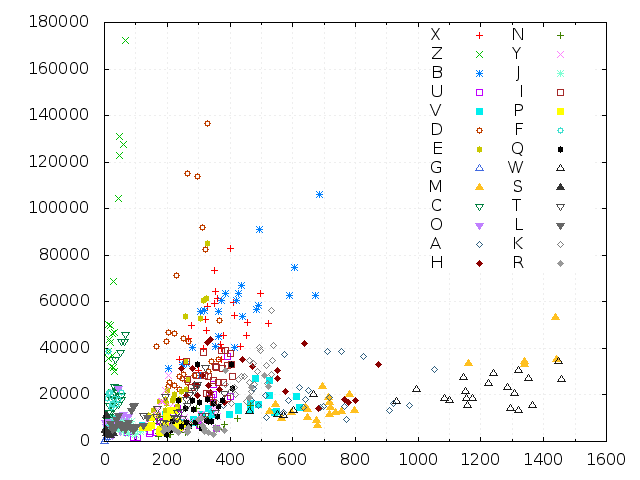 180000
160000
140000
120000
100000
80000
60000
40000
20000
0
X N
Z Y
B J
U I
V P
D F
E Q
G W
M S
C T
O L
A K
H R
0 200 400 600 800 1000 1200 1400 1600